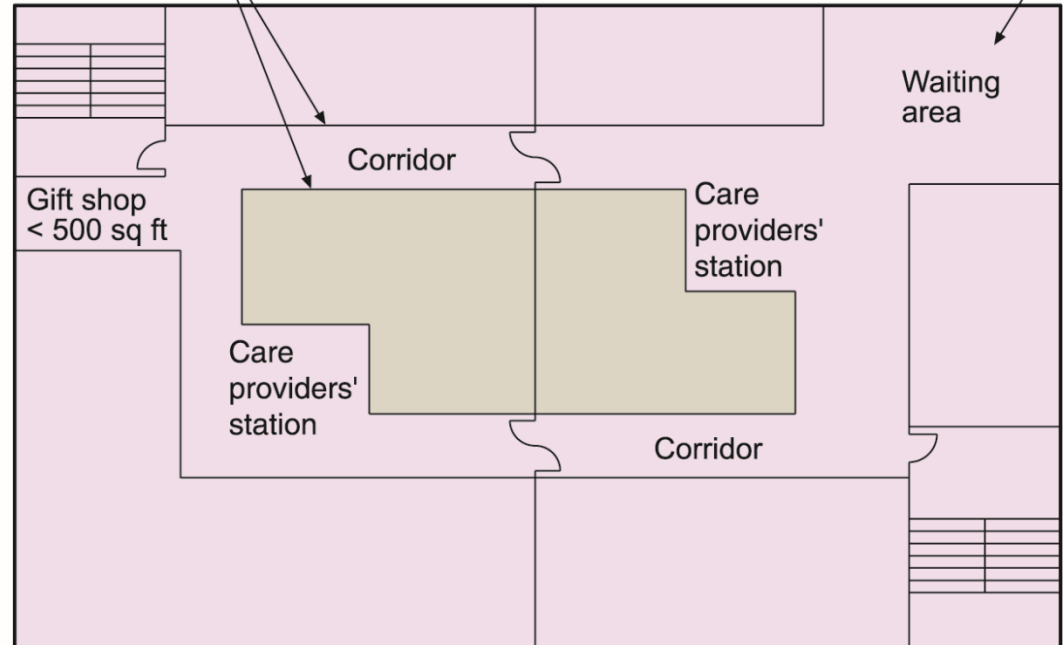 Waiting
area
Corridor
Gift shop
< 500 sq ft
Care
providers'
station
Care
providers'
station
Corridor